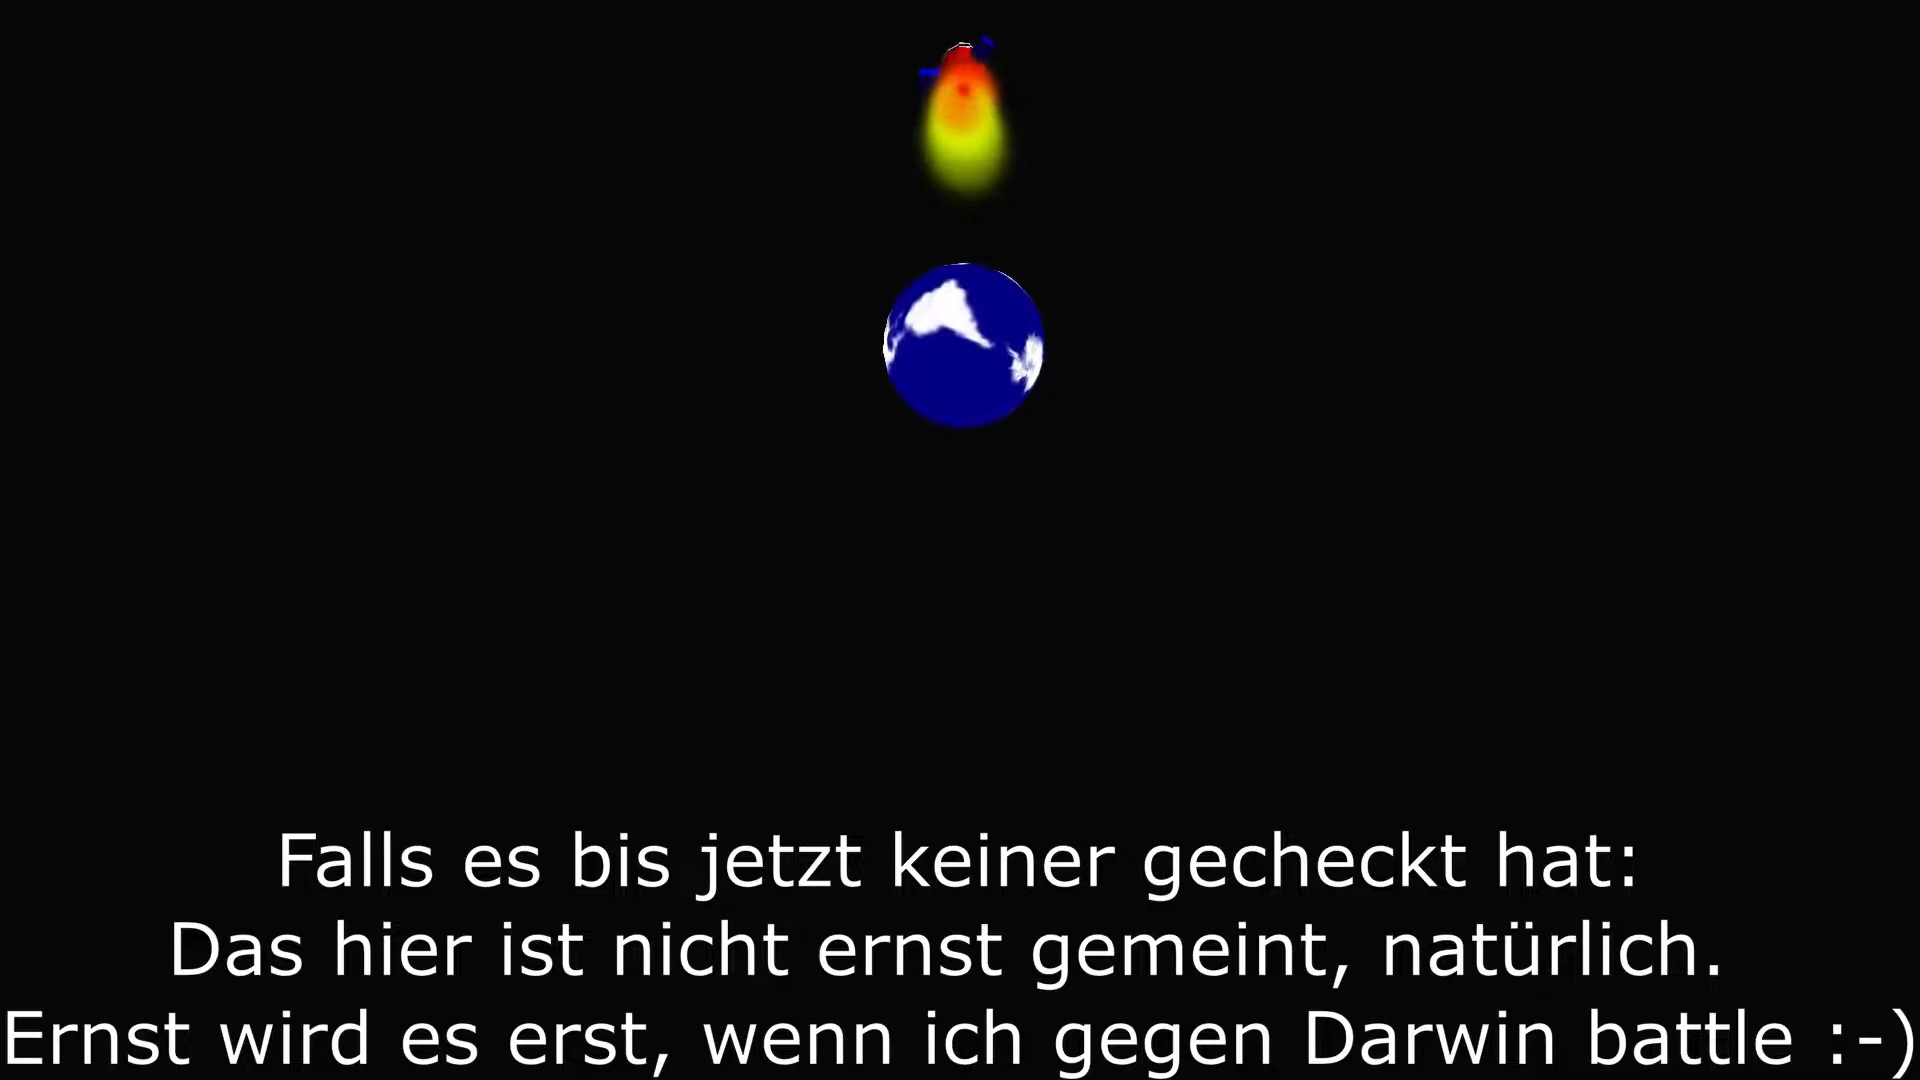 Falls es bis jetzt keiner gecheckt hat:
Das hier ist nicht ernst gemeint, natürlich.
Ernst wird es erst, wenn ich gegen Darwin battle :-)